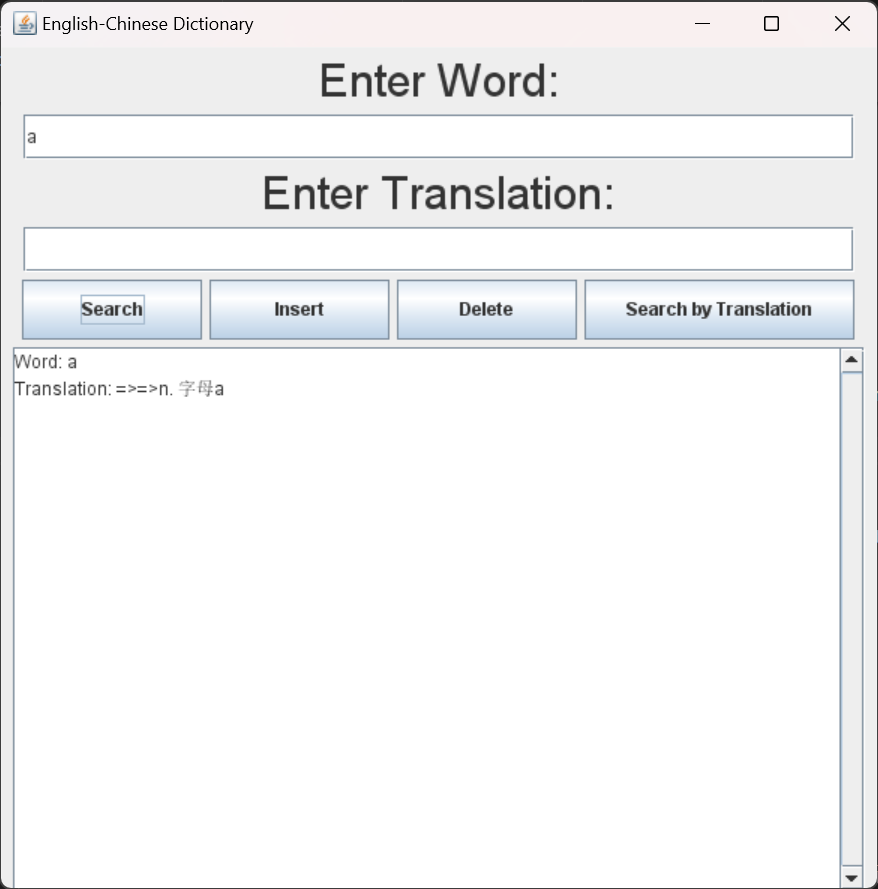 English-Chinese Dictionary
Enter Word:
a
Enter Translation:
Search Insert Delete Search by Translation
Word: a
Translation: =>=>n. 字母a